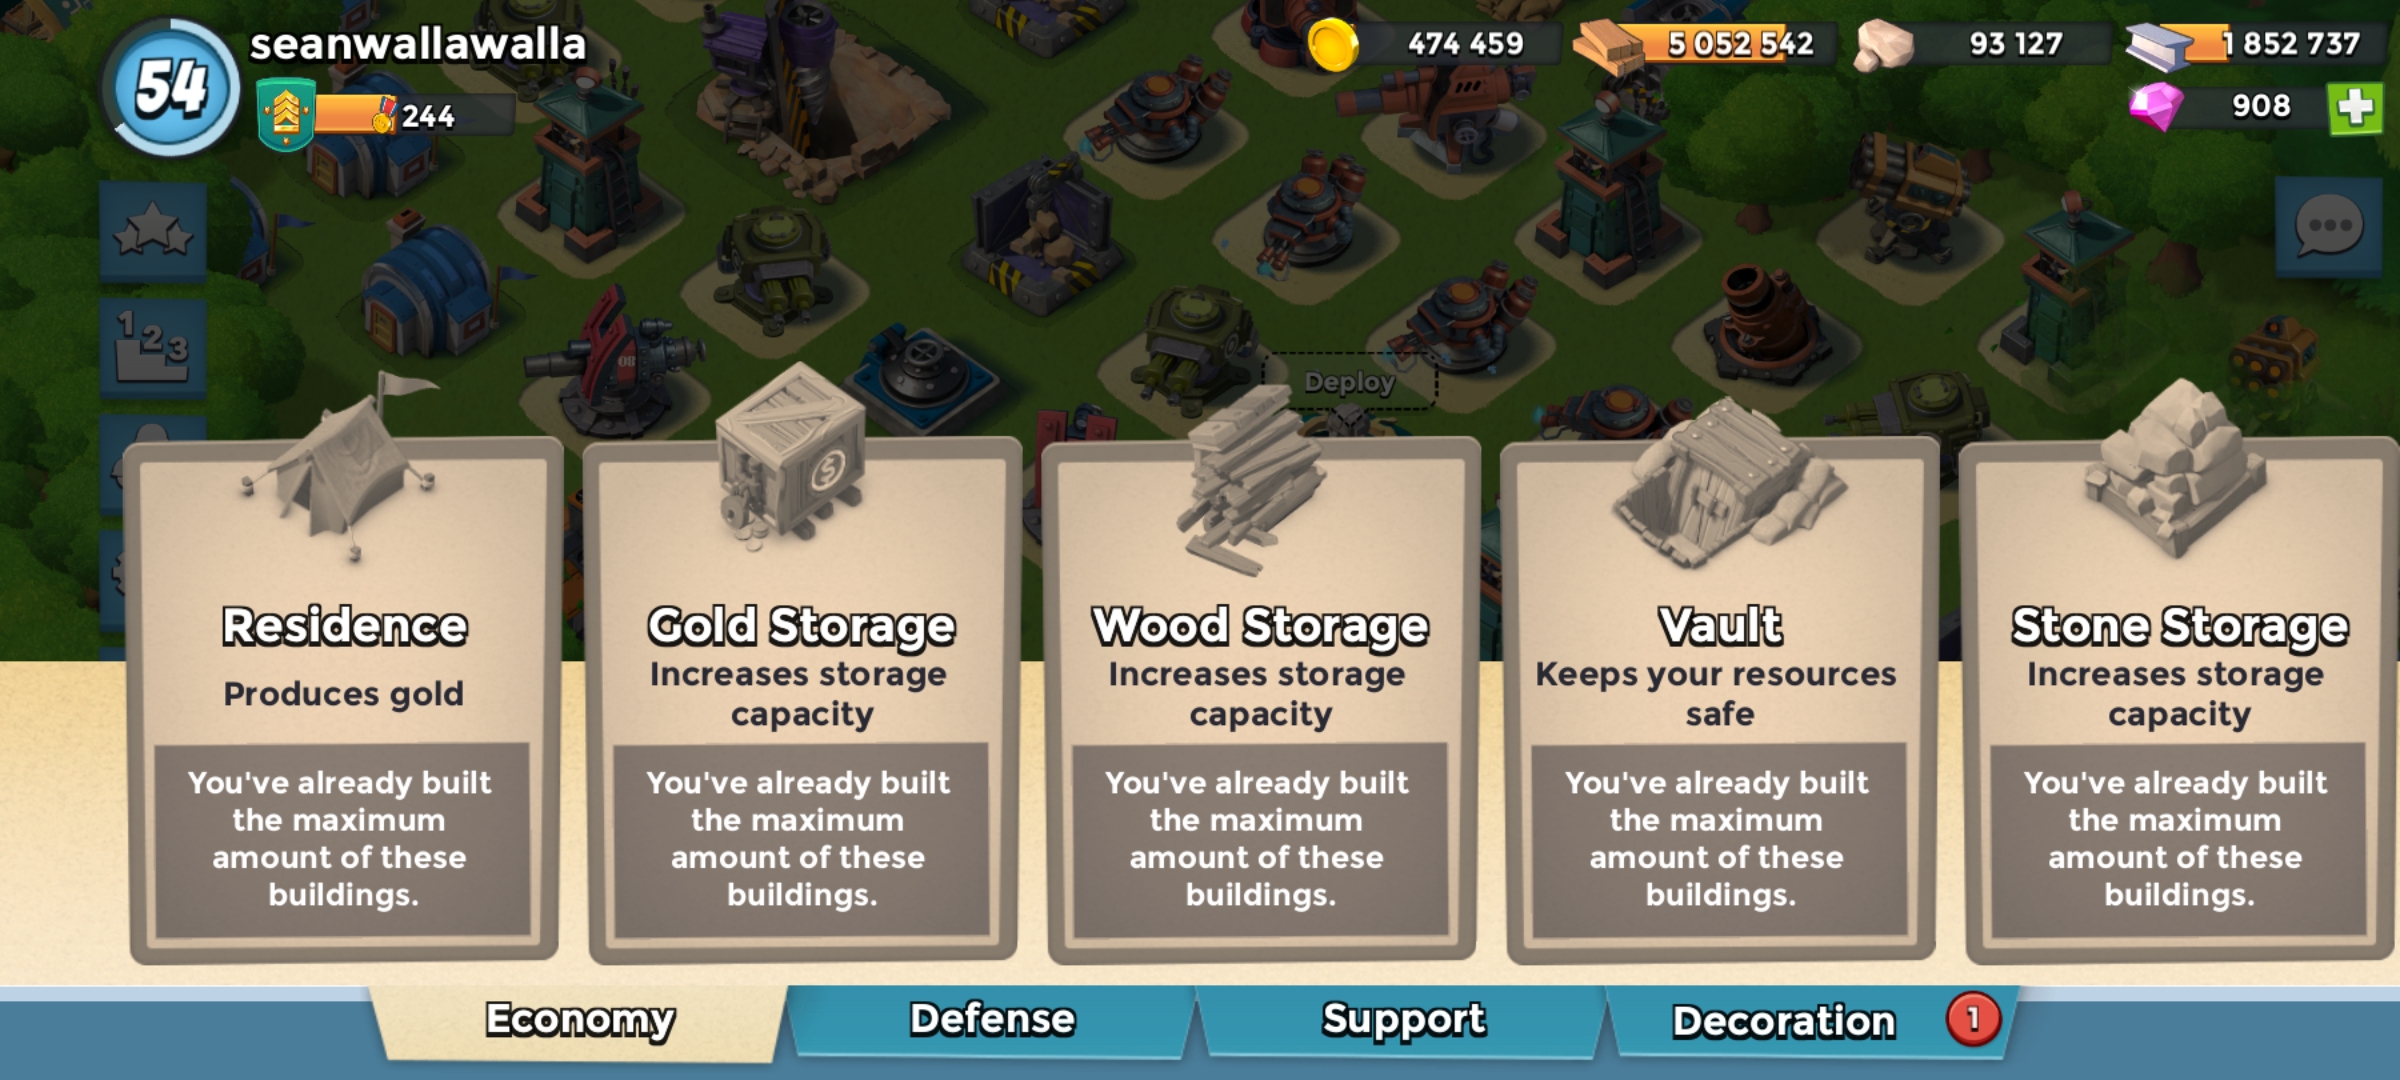 54
seanwallawalla
244
474 459
5 052 542
93 127
1 852 737
908
1 2 3
Deploy
Residence
Produces gold
You've already built
the maximum
amount of these
buildings.
Gold Storage
Increases storage
capacity
You've already built
the maximum
amount of these
buildings.
Wood Storage
Increases storage
capacity
You've already built
the maximum
amount of these
buildings.
Vault
Keeps your resources
safe
You've already built
the maximum
amount of these
buildings.
Stone Storage
Increases storage
capacity
You've already built
the maximum
amount of these
buildings.
Economy
Defense
Support
Decoration
1